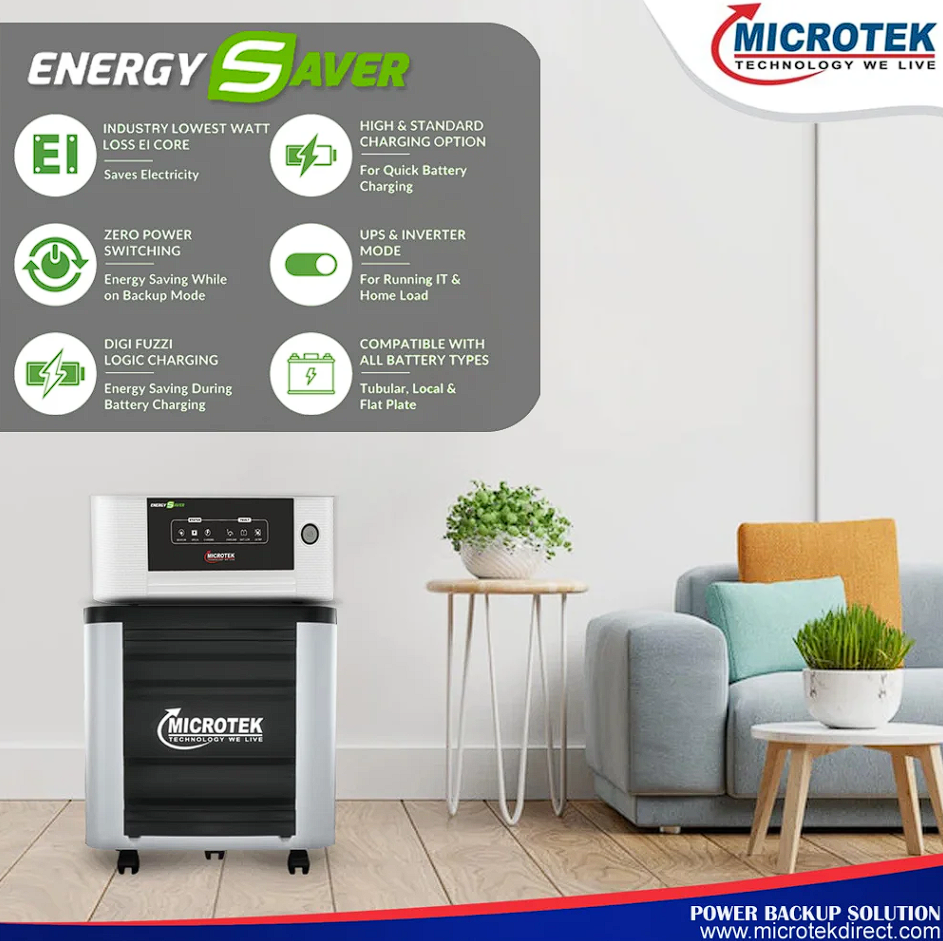 ENERGY SAVER
MICROTEK
TECHNOLOGY WE LIVE
EI
INDUSTRY LOWEST WATT
LOSS EI CORE
Saves Electricity
HIGH & STANDARD
CHARGING OPTION
For Quick Battery
Charging
ZERO POWER
SWITCHING
Energy Saving While
on Backup Mode
UPS & INVERTER
MODE
For Running IT &
Home Load
DIGI FUZZI
LOGIC CHARGING
Energy Saving During
Battery Charging
COMPATIBLE WITH
ALL BATTERY TYPES
Tubular, Local &
Flat Plate
ENERGY SAVER
MICROTEK
MICROTEK
TECHNOLOGY WE LIVE
POWER BACKUP SOLUTION
www.microtekdirect.com